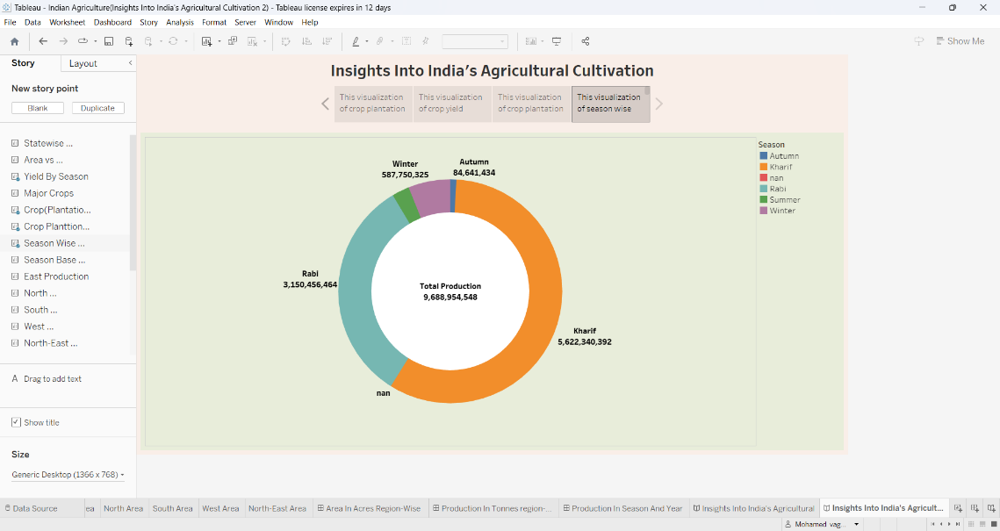 Tableau - Indian Agriculture(Insights Into India's Agricultural Cultivation 2) - Tableau license expires in 12 days
File Data Worksheet Dashboard Story Analysis Format Server Window Help
Show Me
Story Layout
New story point
Blank Duplicate
Statewise ...
Area vs ...
Yield By Season
Major Crops
Crop(Plantatio...
Crop Planttion...
Season Wise ...
Season Base ...
East Production
North ...
South ...
West ...
North-East ...
A Drag to add text
Show title
Size
Generic Desktop (1366 x 768)
Insights Into India's Agricultural Cultivation
This visualization
of crop plantation
This visualization
of crop yield
This visualization
of crop plantation
This visualization
of season wise
Winter
587,750,325
Autumn
84,641,434
Rabi
3,150,456,464
Total Production
9,688,954,548
Kharif
5,622,340,392
nan
Season
Autumn
Kharif
nan
Rabi
Summer
Winter
Data Source ea North Area South Area West Area North-East Area Area In Acres Region-Wise Production In Tonnes region-... Production In Season And Year Insights Into India's Agricultural Insights Into India's Agricult...
Mohamed vag...